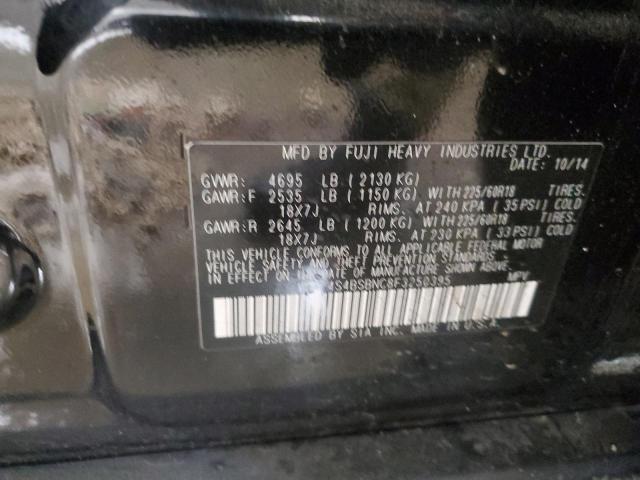 MFD BY FUJI HEAVY INDUSTRIES LTD.
DATE: 10/14
GVWR: 4695 LB ( 2130 KG)
GAWR:F 2535 LB ( 1150 KG), WITH 225/60R18 TIRES.
18X7J RIMS. AT 240 KPA ( 35 PSI) COLD
GAWR:R 2645 LB ( 1200 KG), WITH 225/60R18 TIRES.
18X7J RIMS. AT 230 KPA ( 33 PSI) COLD
THIS VEHICLE CONFORMS TO ALL APPLICABLE FEDERAL MOTOR
VEHICLE SAFETY, BUMPER, AND THEFT PREVENTION STANDARDS
IN EFFECT ON THE DATE OF MANUFACTURE SHOWN ABOVE.
4S4BSBNC8F3250395 MPV
ASSEMBLED BY SIA INC. MADE IN U.S.A.